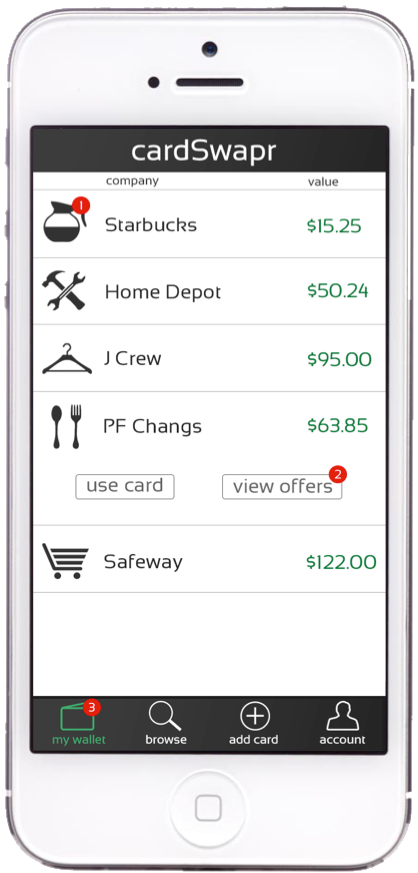 cardSwapr
company value
1
Starbucks $15.25
Home Depot $50.24
J Crew $95.00
PF Changs $63.85
use card view offers 2
Safeway $122.00
3
my wallet browse add card account